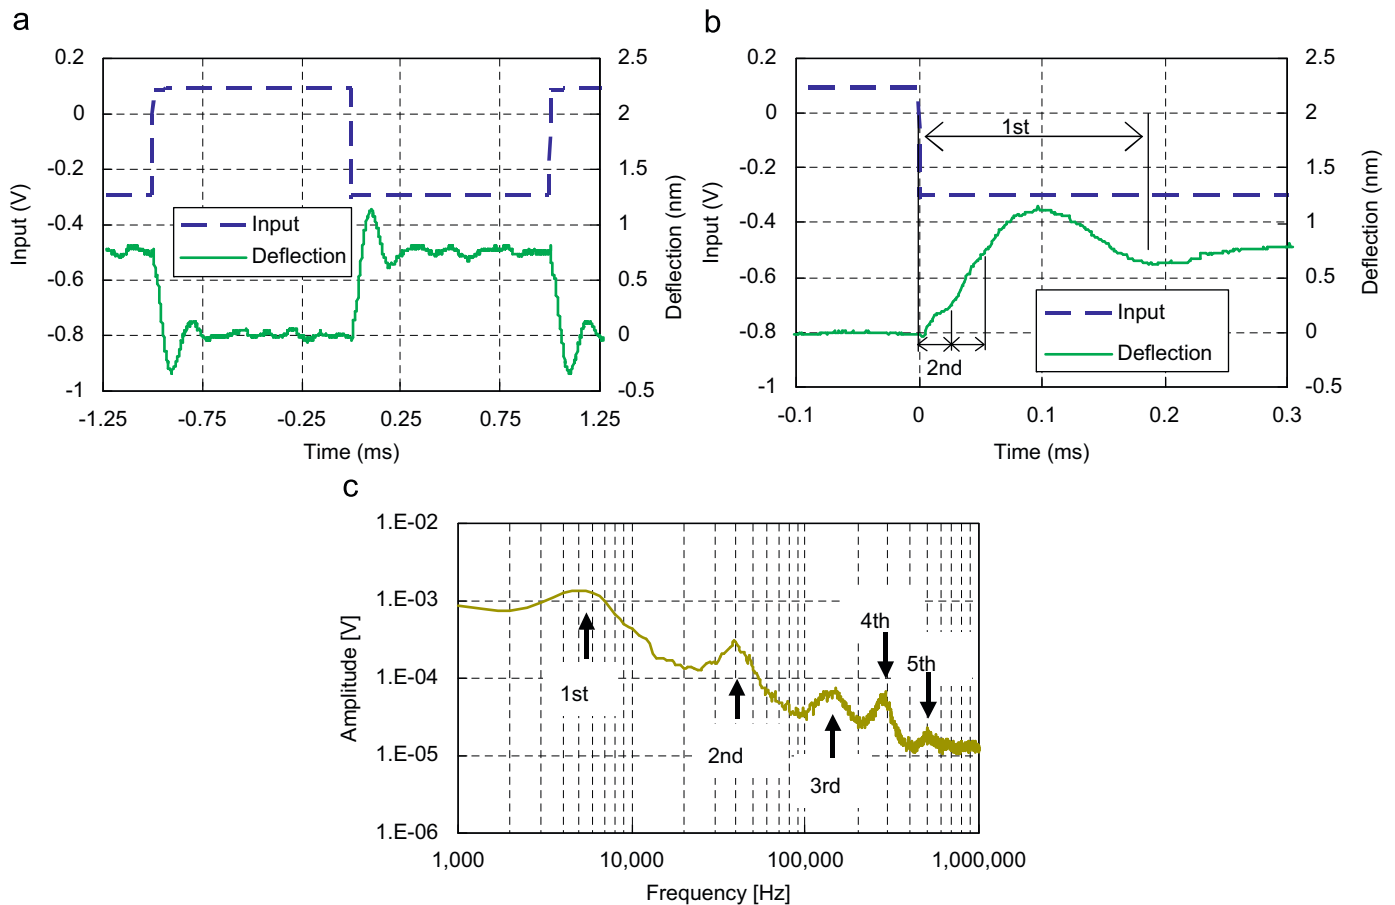 a
0.2
0
-0.2
-0.4
-0.6
-0.8
-1
Input (V)
2.5
2
1.5
1
0.5
0
-0.5
Deflection (nm)
Input
Deflection
-1.25
-0.75
-0.25
0.25
0.75
1.25
Time (ms)
b
0.2
0
-0.2
-0.4
-0.6
-0.8
-1
Input (V)
2.5
2
1.5
1
0.5
0
-0.5
Deflection (nm)
1st
2nd
Input
Deflection
-0.1
0
0.1
0.2
0.3
Time (ms)
c
1.E-02
1.E-03
1.E-04
1.E-05
1.E-06
Amplitude [V]
1st
2nd
3rd
4th
5th
1,000
10,000
100,000
1,000,000
Frequency [Hz]